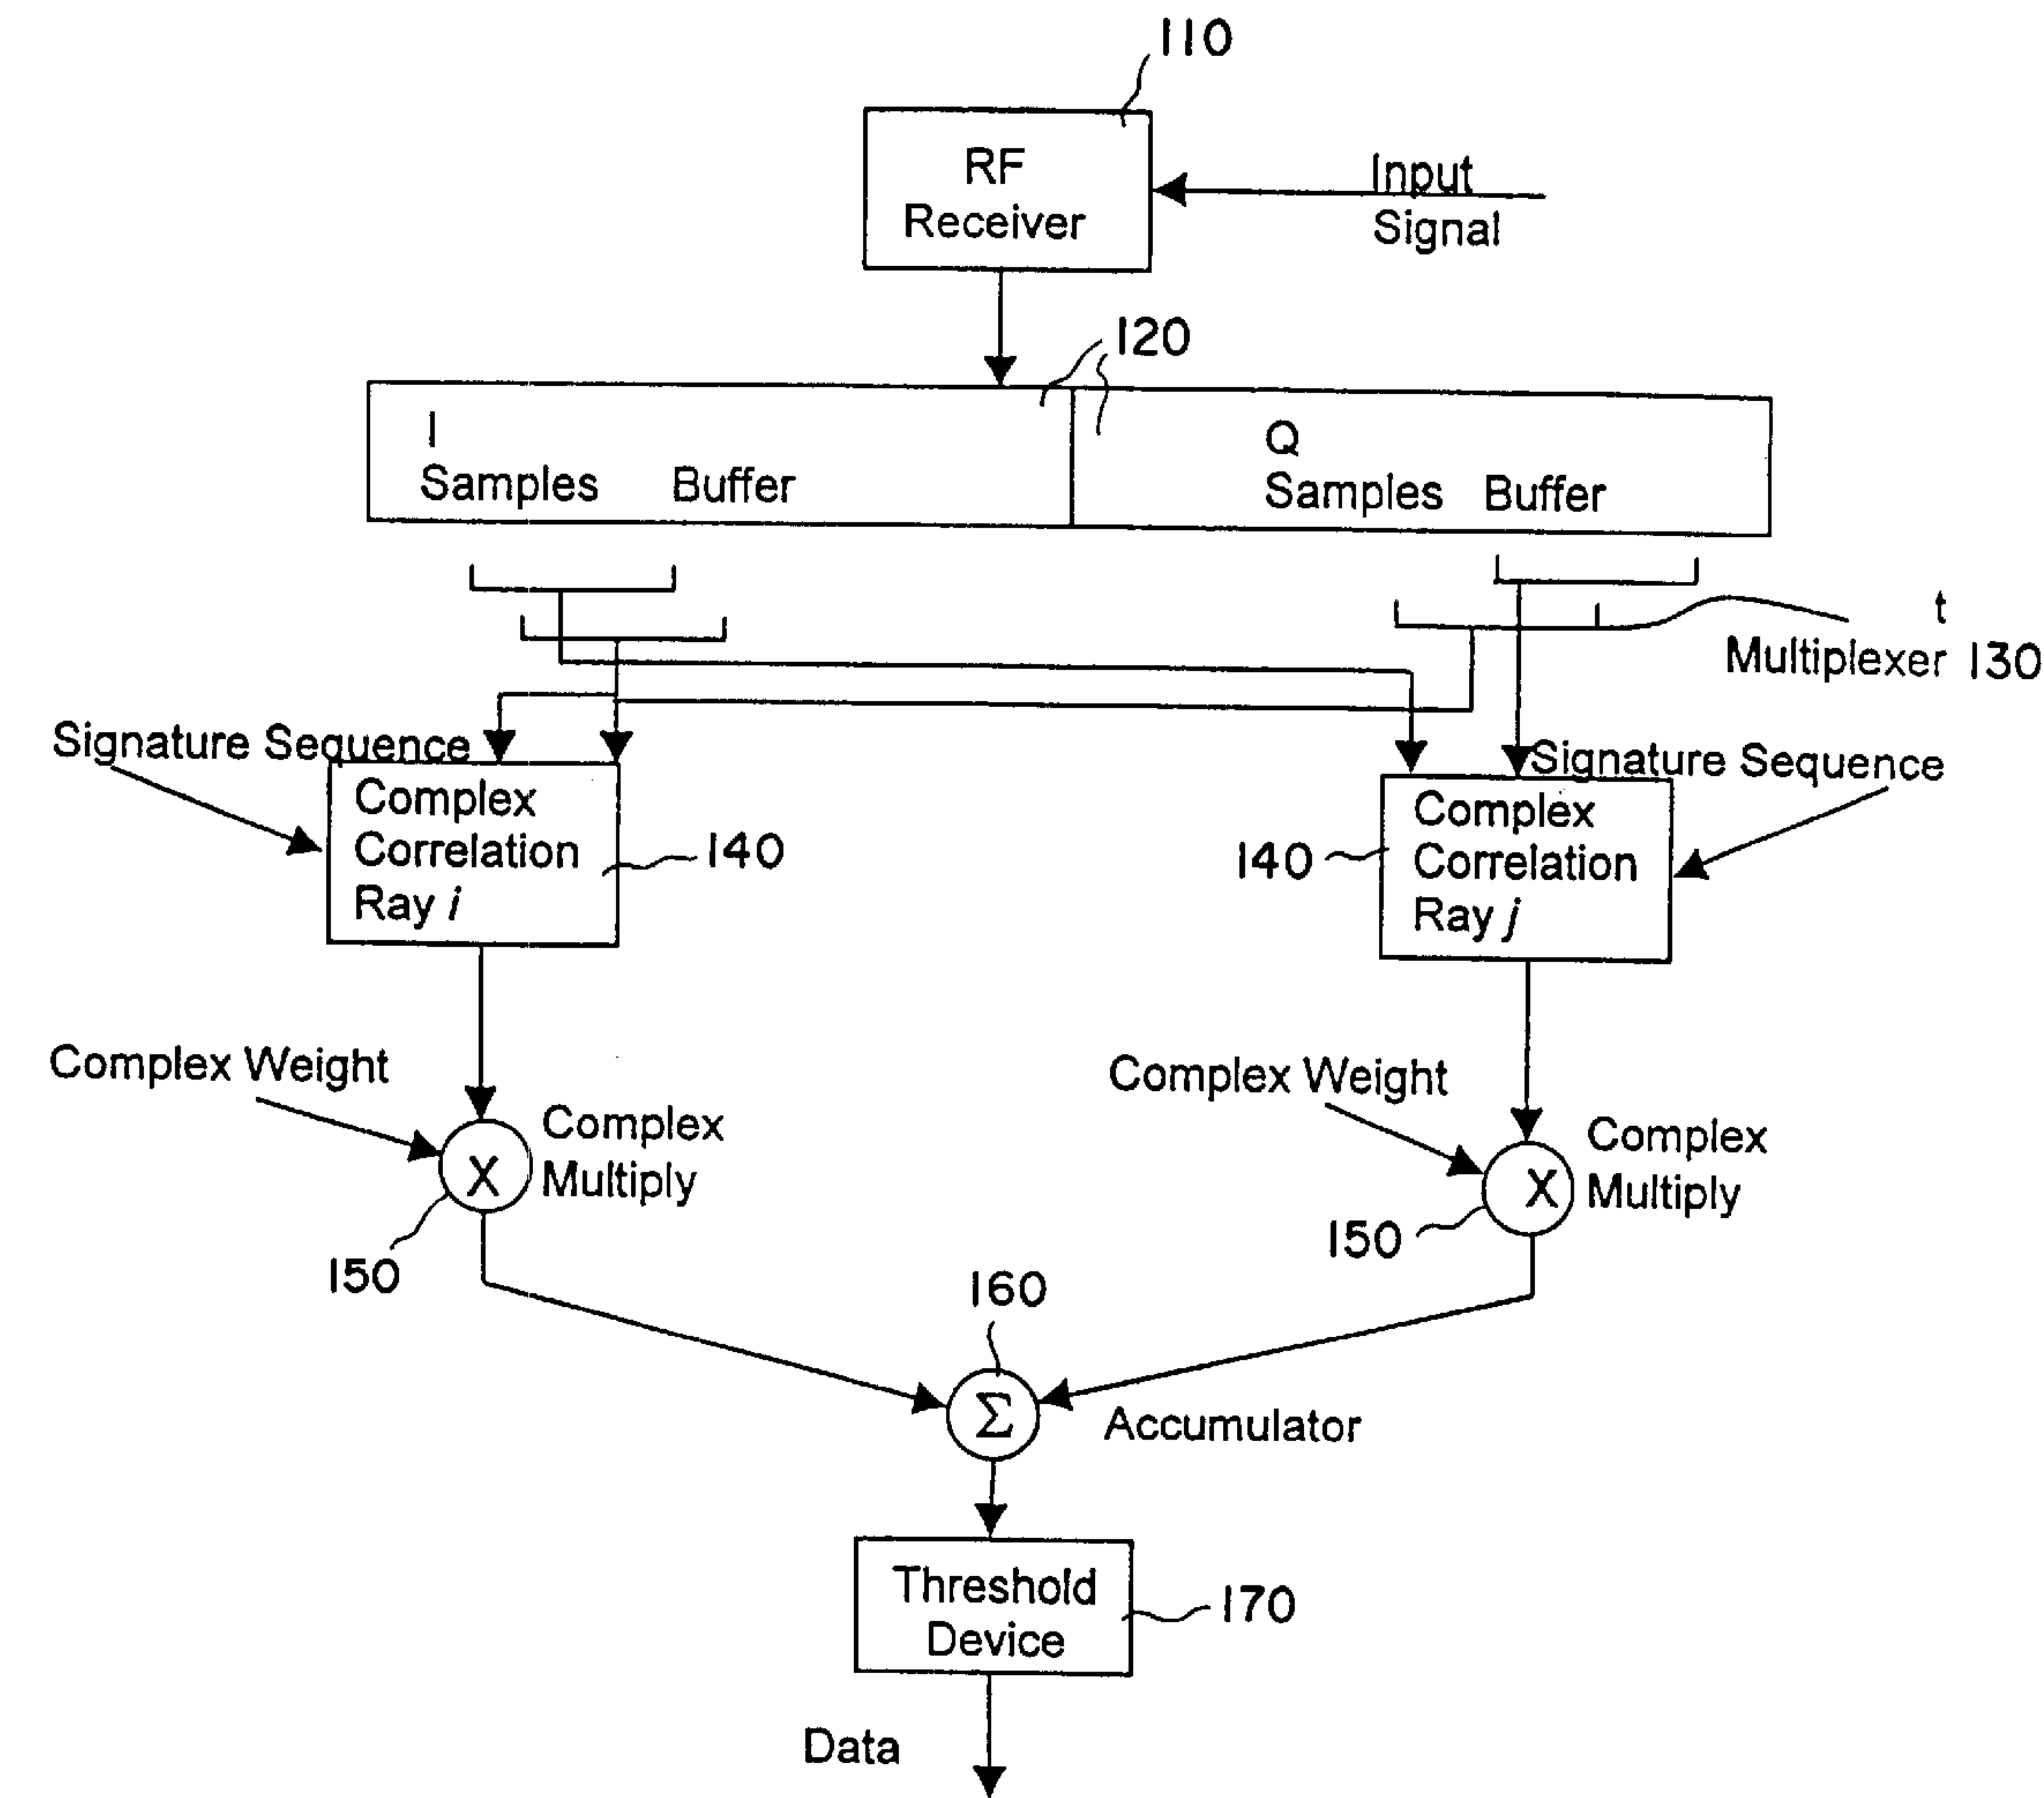 110
RF
Receiver
Input
Signal
120
I
Samples Buffer
Q
Samples Buffer
t
Multiplexer 130
Signature Sequence
Signature Sequence
Complex
Correlation
Ray i
140
140
Complex
Correlation
Ray j
Complex Weight
Complex
Multiply
X
150
Complex Weight
Complex
Multiply
X
150
160
Σ
Accumulator
Threshold
Device
170
Data